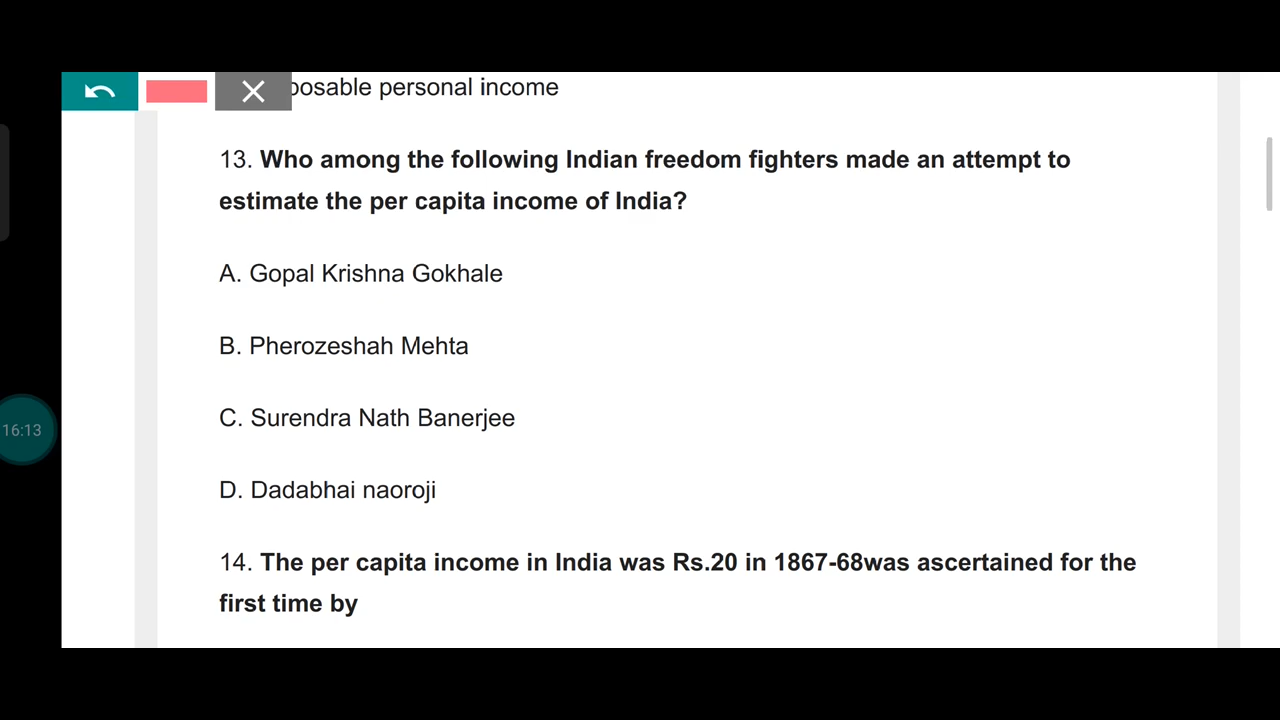 posable personal income
13. Who among the following Indian freedom fighters made an attempt to
estimate the per capita income of India?
A. Gopal Krishna Gokhale
B. Pherozeshah Mehta
C. Surendra Nath Banerjee
D. Dadabhai naoroji
16:13
14. The per capita income in India was Rs.20 in 1867-68was ascertained for the
first time by